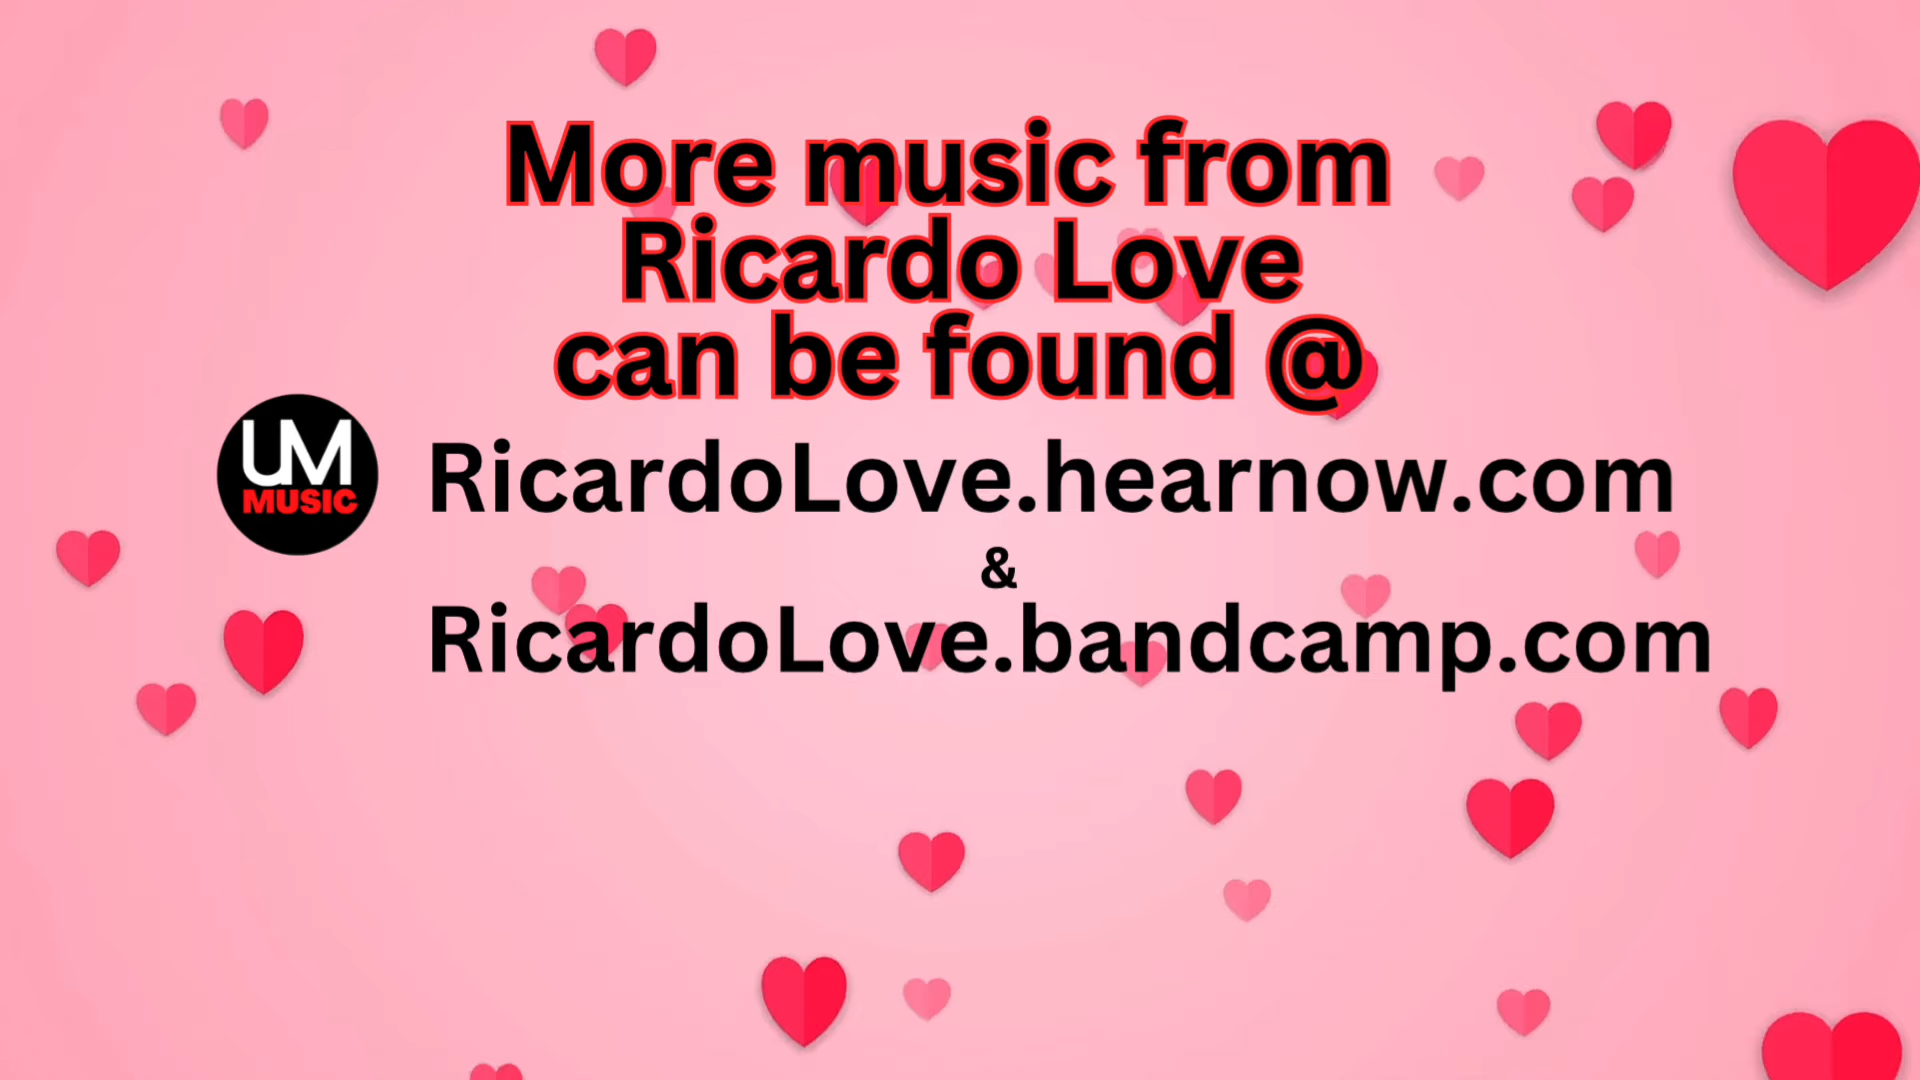 More music from
Ricardo Love
can be found @
UM
MUSIC
RicardoLove.hearnow.com
&
RicardoLove.bandcamp.com